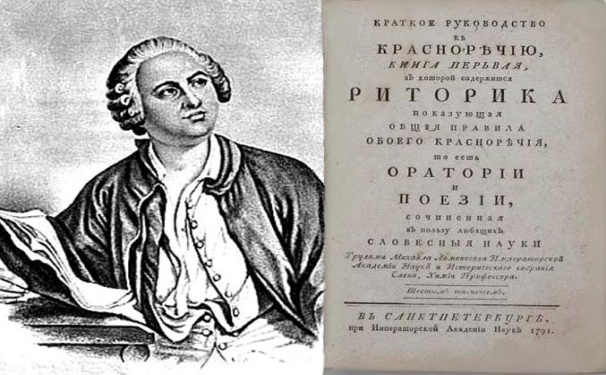 КРАТКОЕ РУКОВОДСТВО
КЪ
КРАСНОРѢЧІЮ,
КНИГА ПЕРЬВАЯ,
въ которой содержится
РИТОРИКА
показующая
ОБЩІЯ ПРАВИЛА
ОБОЕГО КРАСНОРѢЧІЯ,
то есть
ОРАТОРІИ
И
ПОЕЗІИ,
сочиненная
въ пользу любящихъ
СЛОВЕСНЫЯ НАУКИ
Трудами Михайла Ломоносова Императорской
Академіи Наукъ и Историческаго собранія
Члена, Химіи Професора.
Шестымъ тисненіемъ.
ВЪ САНКТПЕТЕРБУРГѢ,
при Императорской Академіи Наукъ 1791.